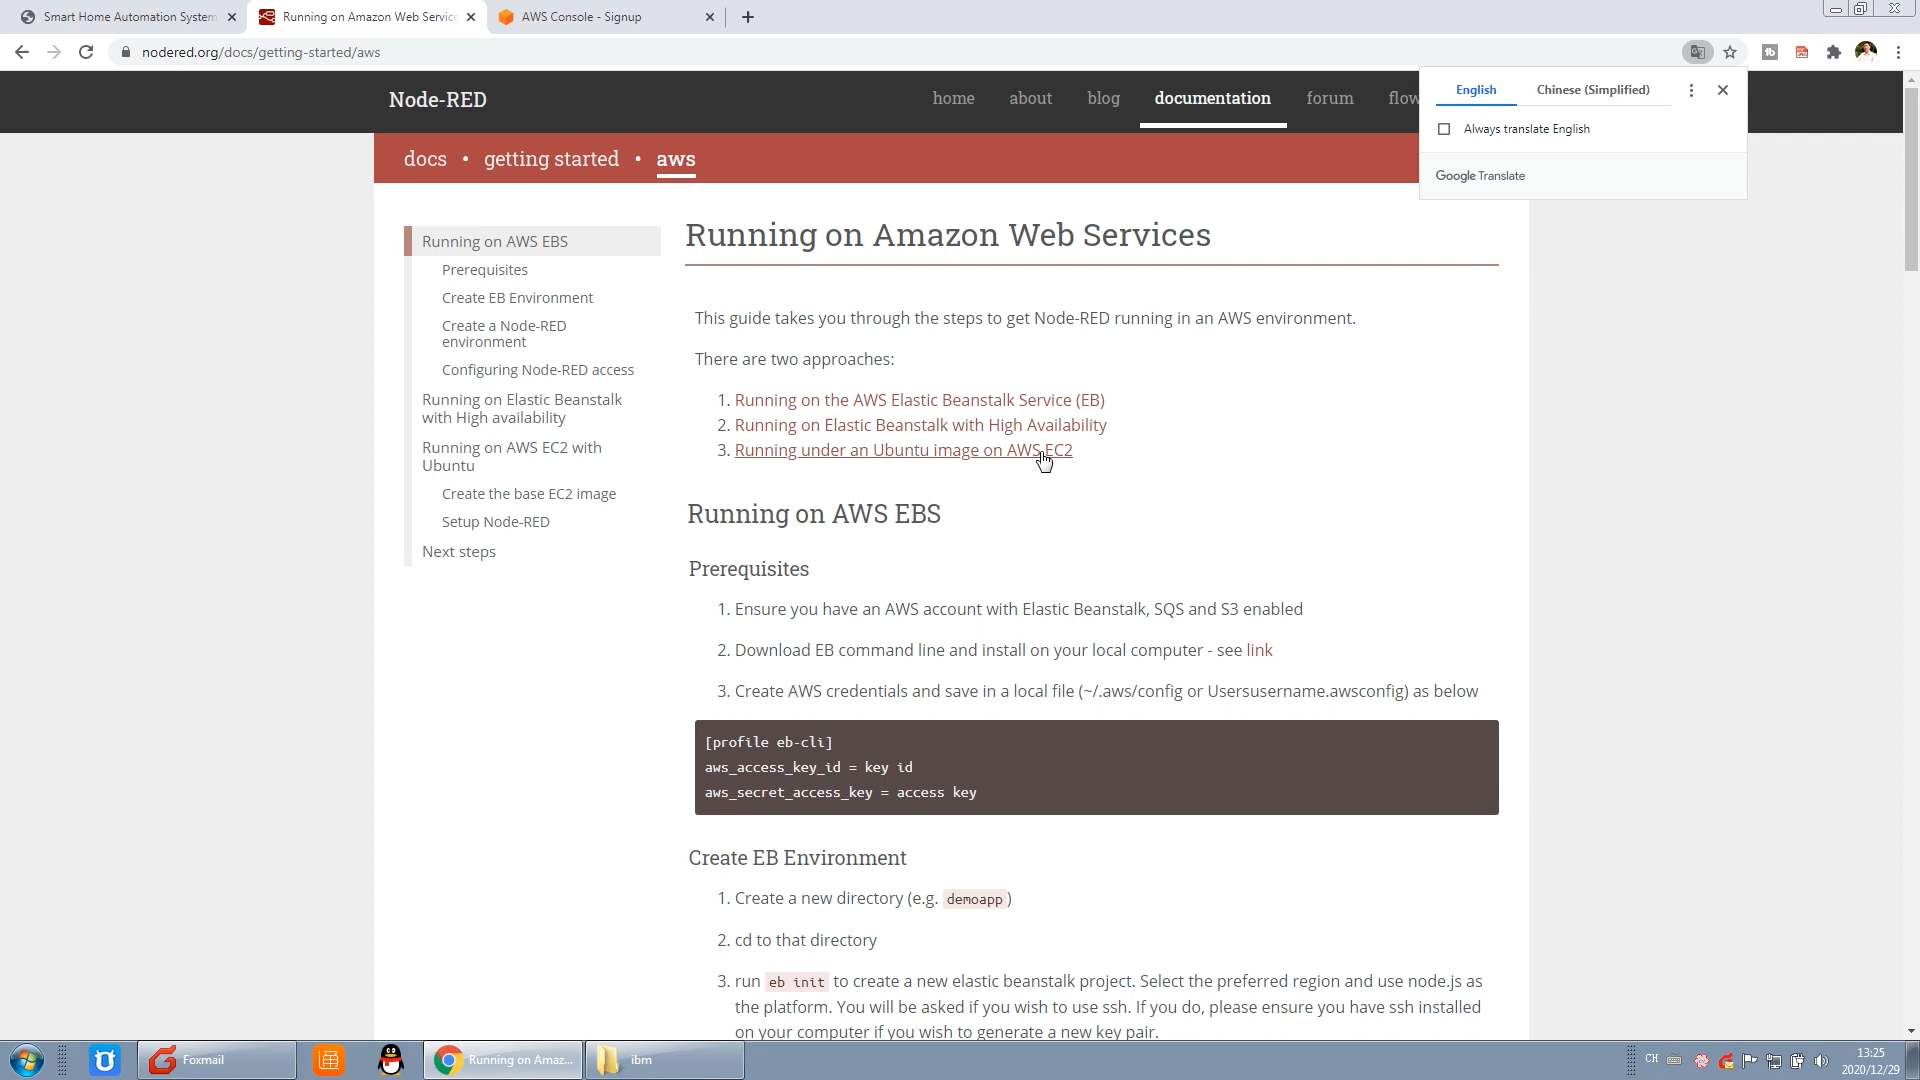 Smart Home Automation System
Running on Amazon Web Service
AWS Console - Signup
nodered.org/docs/getting-started/aws
English
Chinese (Simplified)
Always translate English
Google Translate
Node-RED
home
about
blog
documentation
forum
flow
docs • getting started • aws
Running on AWS EBS
Prerequisites
Create EB Environment
Create a Node-RED
environment
Configuring Node-RED access
Running on Elastic Beanstalk
with High availability
Running on AWS EC2 with
Ubuntu
Create the base EC2 image
Setup Node-RED
Next steps
Running on Amazon Web Services
This guide takes you through the steps to get Node-RED running in an AWS environment.
There are two approaches:
1. Running on the AWS Elastic Beanstalk Service (EB)
2. Running on Elastic Beanstalk with High Availability
3. Running under an Ubuntu image on AWS EC2
Running on AWS EBS
Prerequisites
1. Ensure you have an AWS account with Elastic Beanstalk, SQS and S3 enabled
2. Download EB command line and install on your local computer - see link
3. Create AWS credentials and save in a local file (~/.aws/config or Usersusername.awsconfig) as below
[profile eb-cli]
aws_access_key_id = key id
aws_secret_access_key = access key
Create EB Environment
1. Create a new directory (e.g. demoapp)
2. cd to that directory
3. run eb init to create a new elastic beanstalk project. Select the preferred region and use node.js as
the platform. You will be asked if you wish to use ssh. If you do, please ensure you have ssh installed
on your computer if you wish to generate a new key pair.
Foxmail
Running on Amaz...
ibm
CH
13:25
2020/12/29